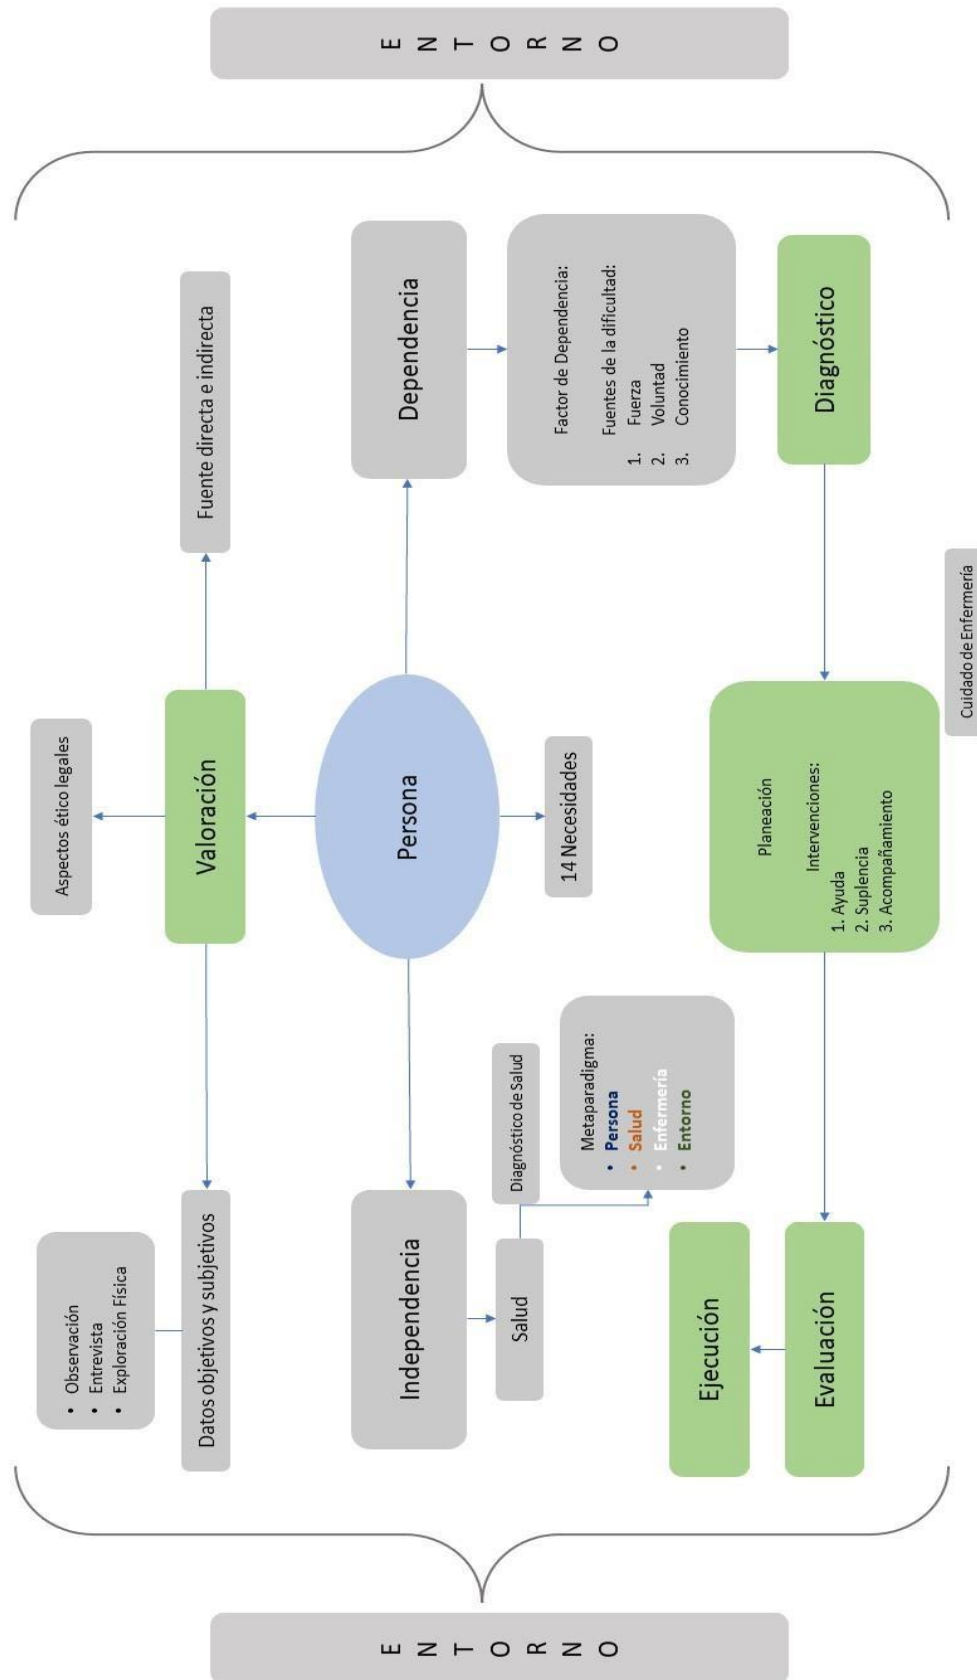 E
N
T
O
R
N
O
Aspectos ético legales
• Observación
• Entrevista
• Exploración Física
Datos objetivos y subjetivos
Valoración
Fuente directa e indirecta
Independencia
Persona
Dependencia
Salud
Diagnóstico de Salud
14 Necesidades
Factor de Dependencia:
Fuentes de la dificultad:
1. Fuerza
2. Voluntad
3. Conocimiento
Metaparadigma:
• Persona
• Salud
• Enfermería
• Entorno
Ejecución
Evaluación
Planeación
Intervenciones:
1. Ayuda
2. Suplencia
3. Acompañamiento
Diagnóstico
Cuidado de Enfermería
E
N
T
O
R
N
O